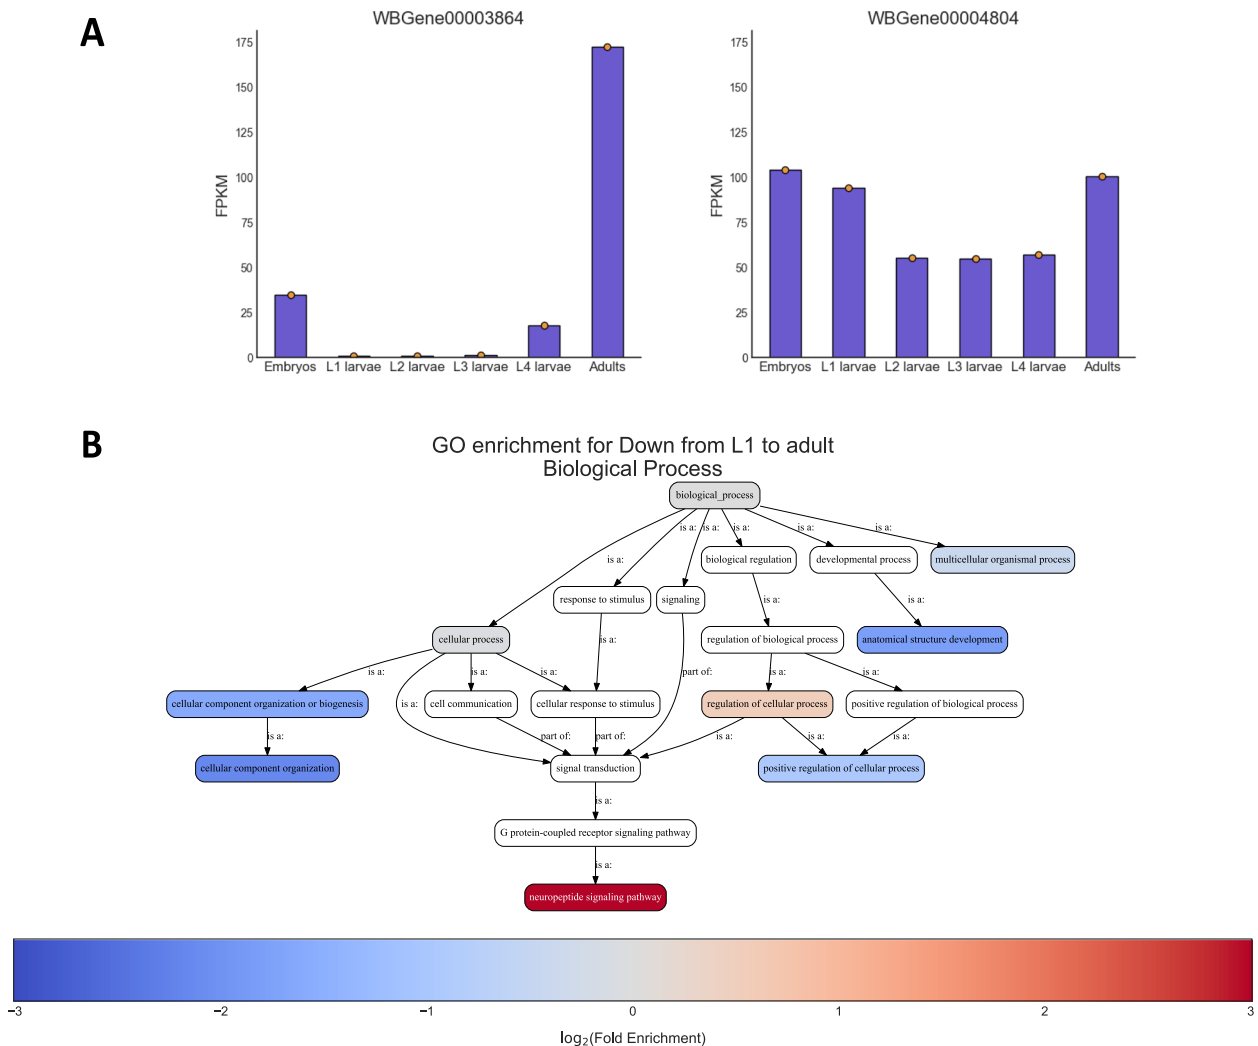 A
WBGene00003864
WBGene00004804
175
150
125
100
75
50
25
0
FPKM
Embryos L1 larvae L2 larvae L3 larvae L4 larvae Adults
175
150
125
100
75
50
25
0
FPKM
Embryos L1 larvae L2 larvae L3 larvae L4 larvae Adults
B
GO enrichment for Down from L1 to adult
Biological Process
biological_process
is a: is a: is a: is a: is a:
is a:
biological regulation
developmental process
multicellular organismal process
response to stimulus
signaling
is a:
is a:
cellular process
is a:
regulation of biological process
anatomical structure development
is a:
is a:
is a:
part of:
is a:
is a:
cellular component organization or biogenesis
is a:
cell communication
cellular response to stimulus
regulation of cellular process
positive regulation of biological process
is a:
part of:
part of:
is a:
is a:
is a:
cellular component organization
signal transduction
positive regulation of cellular process
is a:
G protein-coupled receptor signaling pathway
is a:
neuropeptide signaling pathway
−3 −2 −1 0 1 2 3
log₂(Fold Enrichment)